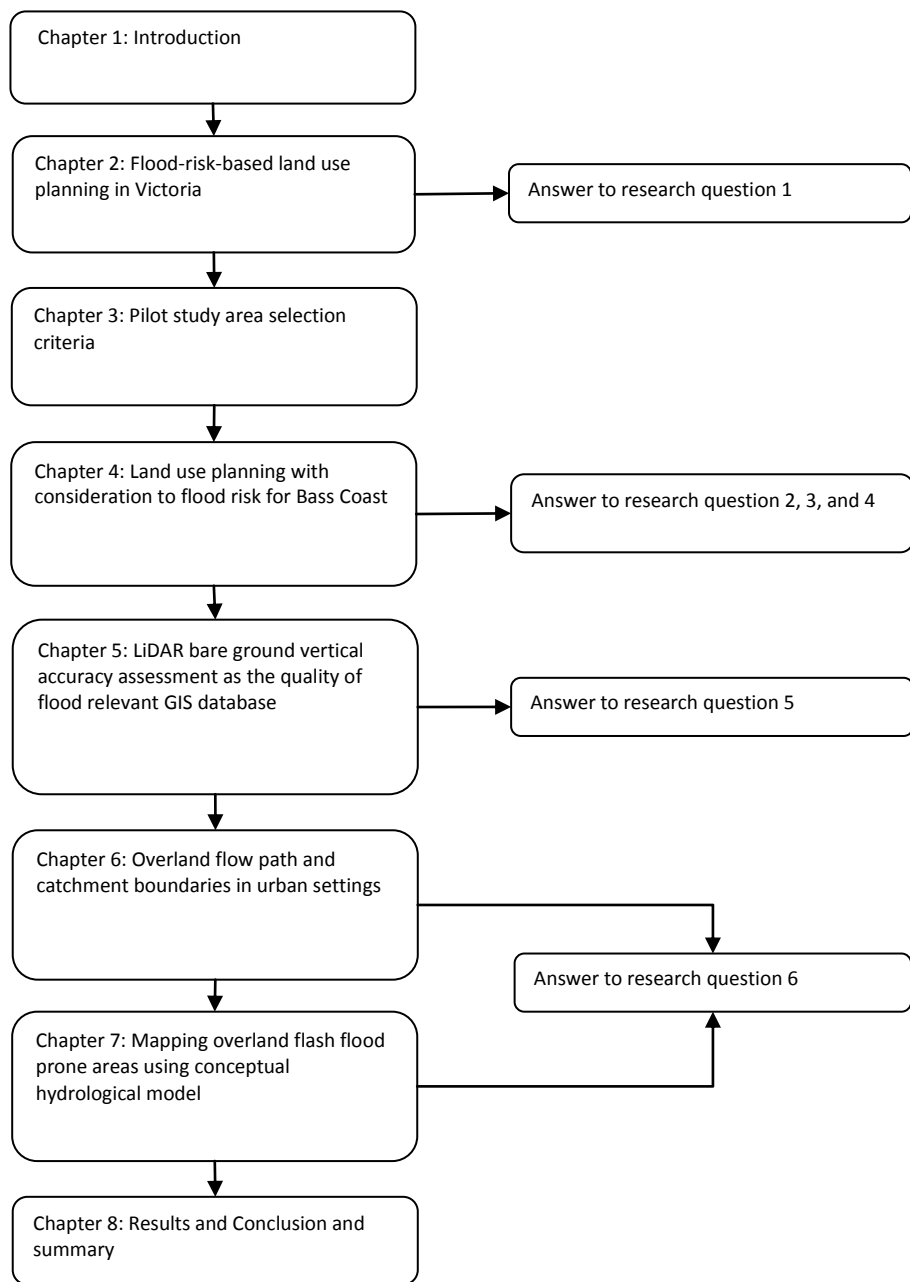 Chapter 1: Introduction
Chapter 2: Flood-risk-based land use
planning in Victoria
Answer to research question 1
Chapter 3: Pilot study area selection
criteria
Chapter 4: Land use planning with
consideration to flood risk for Bass Coast
Answer to research question 2, 3, and 4
Chapter 5: LiDAR bare ground vertical
accuracy assessment as the quality of
flood relevant GIS database
Answer to research question 5
Chapter 6: Overland flow path and
catchment boundaries in urban settings
Answer to research question 6
Chapter 7: Mapping overland flash flood
prone areas using conceptual
hydrological model
Chapter 8: Results and Conclusion and
summary